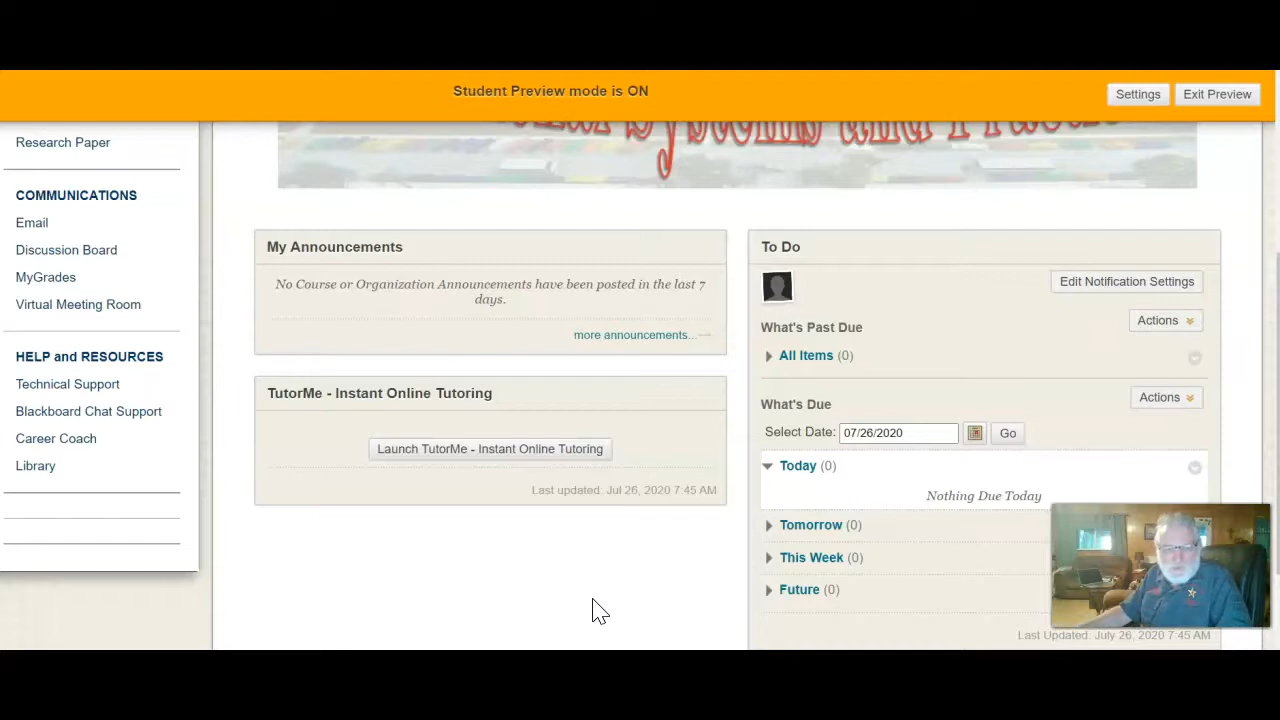 Student Preview mode is ON
Settings
Exit Preview
Research Paper
COMMUNICATIONS
Email
Discussion Board
MyGrades
Virtual Meeting Room
HELP and RESOURCES
Technical Support
Blackboard Chat Support
Career Coach
Library
My Announcements
No Course or Organization Announcements have been posted in the last 7
days.
more announcements...
TutorMe - Instant Online Tutoring
Launch TutorMe - Instant Online Tutoring
Last updated: Jul 26, 2020 7:45 AM
To Do
Edit Notification Settings
What's Past Due
Actions
All Items (0)
What's Due
Actions
Select Date: 07/26/2020 Go
Today (0)
Nothing Due Today
Tomorrow (0)
This Week (0)
Future (0)
Last Updated: July 26, 2020 7:45 AM